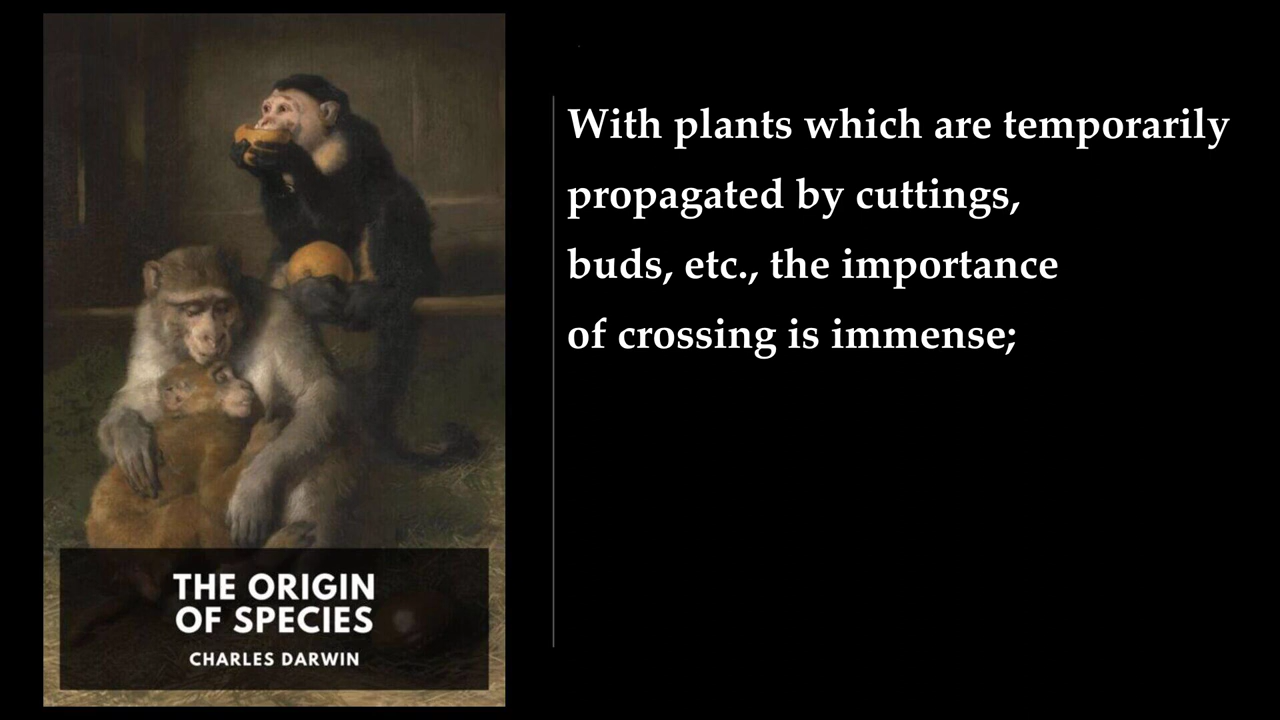 With plants which are temporarily
propagated by cuttings,
buds, etc., the importance
of crossing is immense;
THE ORIGIN
OF SPECIES
CHARLES DARWIN